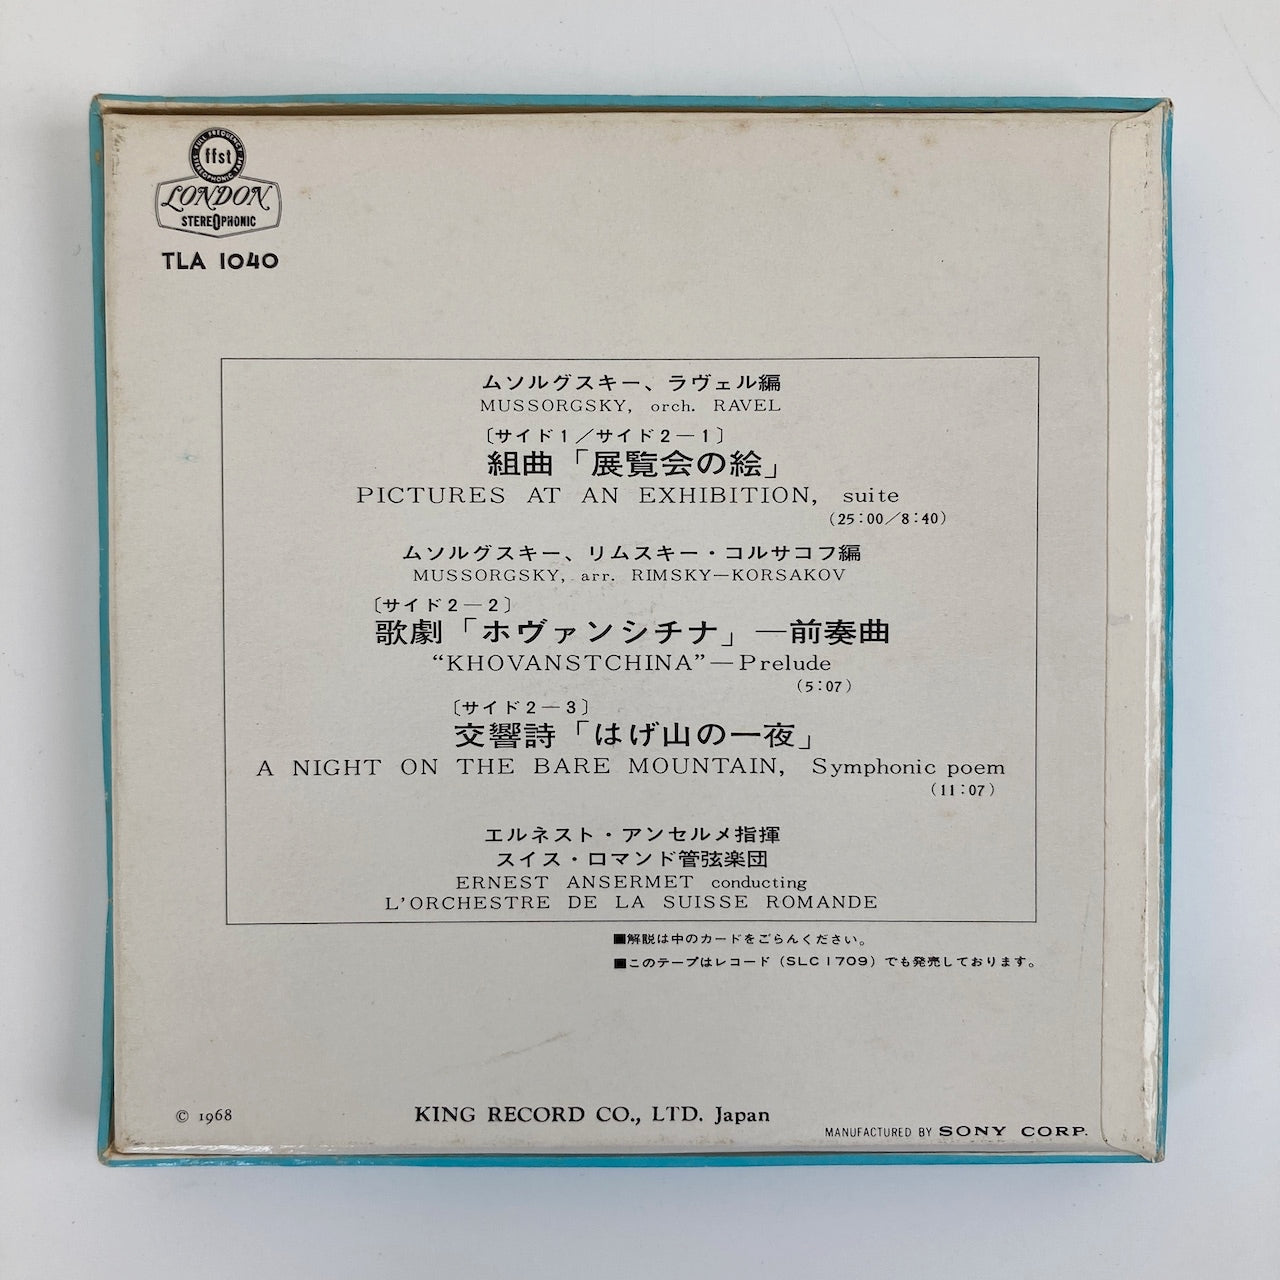 FULL FREQUENCY STEREOPHONIC TAPE
ffst
LONDON
STEREOPHONIC
TLA 1040
ムソルグスキー、ラヴェル編
MUSSORGSKY, orch. RAVEL
〔サイド1／サイド2－1〕
組曲「展覧会の絵」
PICTURES AT AN EXHIBITION, suite
(25:00／8:40)
ムソルグスキー、リムスキー・コルサコフ編
MUSSORGSKY, arr. RIMSKY—KORSAKOV
〔サイド2－2〕
歌劇「ホヴァンシチナ」—前奏曲
“KHOVANSTCHINA”—Prelude
(5:07)
〔サイド2－3〕
交響詩「はげ山の一夜」
A NIGHT ON THE BARE MOUNTAIN, Symphonic poem
(11:07)
エルネスト・アンセルメ指揮
スイス・ロマンド管弦楽団
ERNEST ANSERMET conducting
L'ORCHESTRE DE LA SUISSE ROMANDE
■解説は中のカードをごらんください。
■このテープはレコード（SLC1709）でも発売しております。
© 1968
KING RECORD CO., LTD. Japan
MANUFACTURED BY SONY CORP.